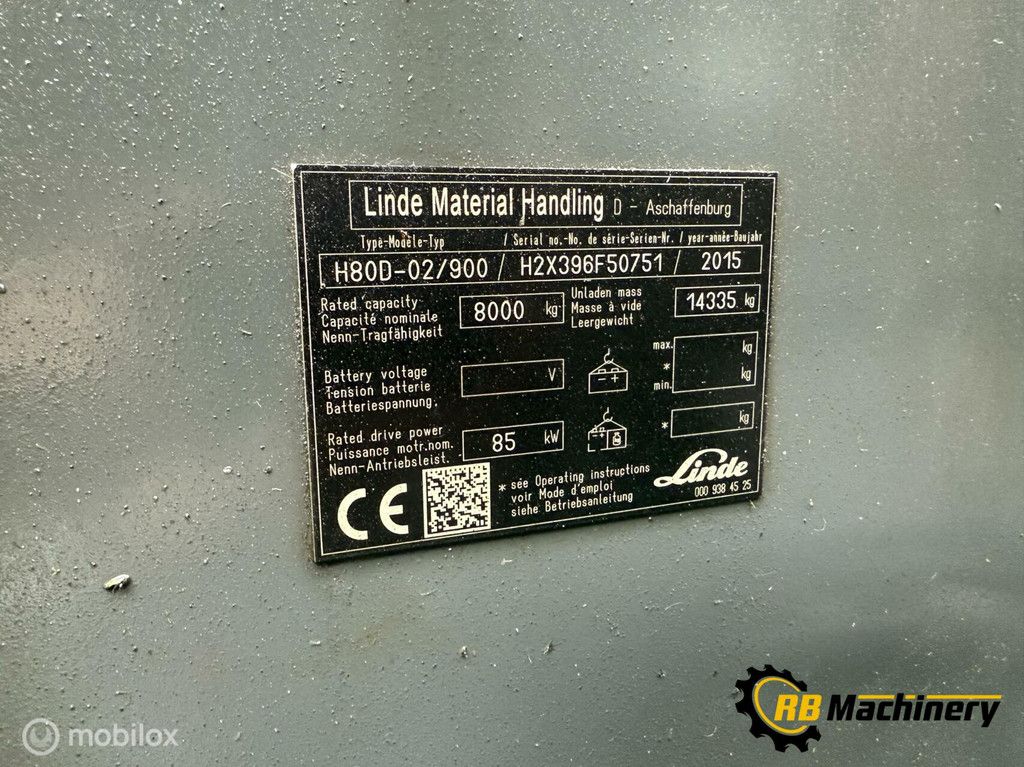 Linde Material Handling D - Aschaffenburg
Type-Modèle-Typ / Serial no.-No. de série-Serien-Nr. / year-année-Baujahr
H80D-02/900 / H2X396F50751 / 2015
Rated capacity
Capacité nominale
Nenn-Tragfähigkeit
8000 kg
Unladen mass
Masse à vide
Leergewicht
14335 kg
Battery voltage
Tension batterie
Batteriespannung
V
- +
max. kg
* kg
min.
Rated drive power
Puissance motr.nom.
Nenn-Antriebsleist.
85 kW
* kg
* see Operating instructions
voir Mode d'emploi
siehe Betriebsanleitung
Linde
000 938 45 25
CE
RB Machinery
mobilox